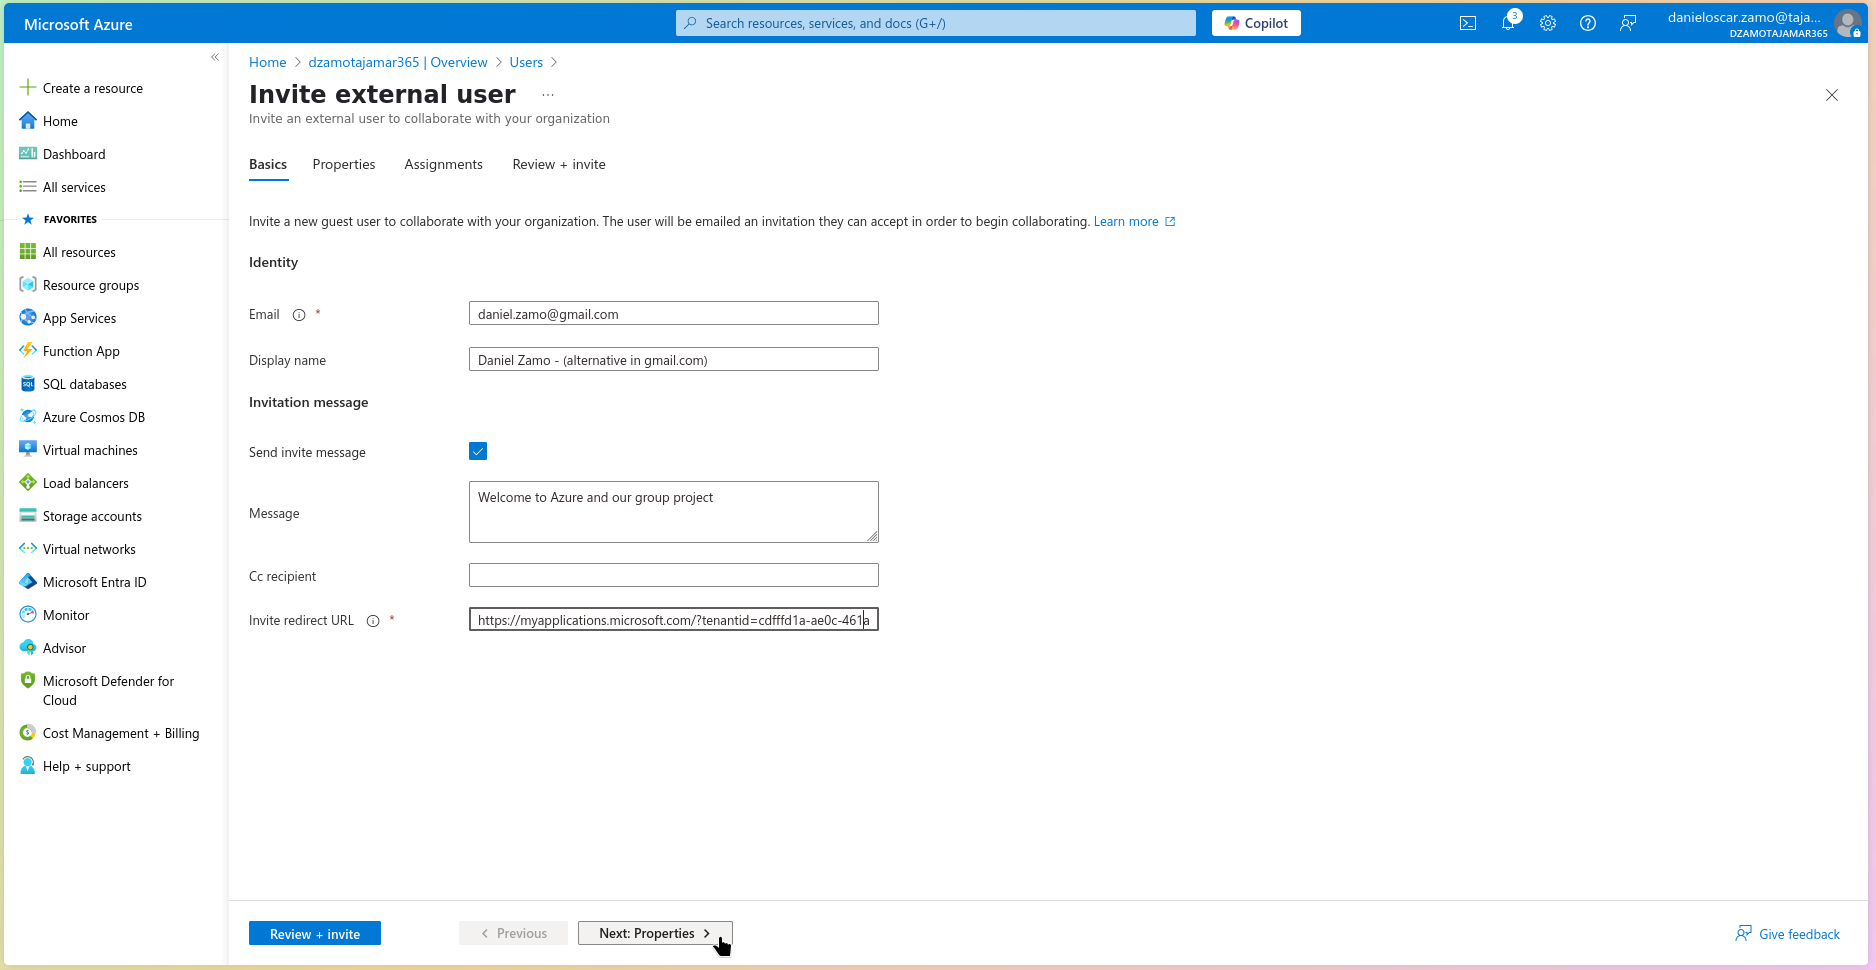 Microsoft Azure
Search resources, services, and docs (G+/)
Copilot
3
danieloscar.zamo@taja...
DZAMOTAJAMAR365
«
Create a resource
Home
Dashboard
All services
FAVORITES
All resources
Resource groups
App Services
Function App
SQL databases
Azure Cosmos DB
Virtual machines
Load balancers
Storage accounts
Virtual networks
Microsoft Entra ID
Monitor
Advisor
Microsoft Defender for
Cloud
Cost Management + Billing
Help + support
Home > dzamotajamar365 | Overview > Users >
Invite external user ...
Invite an external user to collaborate with your organization
Basics Properties Assignments Review + invite
Invite a new guest user to collaborate with your organization. The user will be emailed an invitation they can accept in order to begin collaborating. Learn more
Identity
Email * daniel.zamo@gmail.com
Display name Daniel Zamo - (alternative in gmail.com)
Invitation message
Send invite message
Message Welcome to Azure and our group project
Cc recipient
Invite redirect URL * https://myapplications.microsoft.com/?tenantid=cdfffd1a-ae0c-461a
Review + invite < Previous Next: Properties >
Give feedback